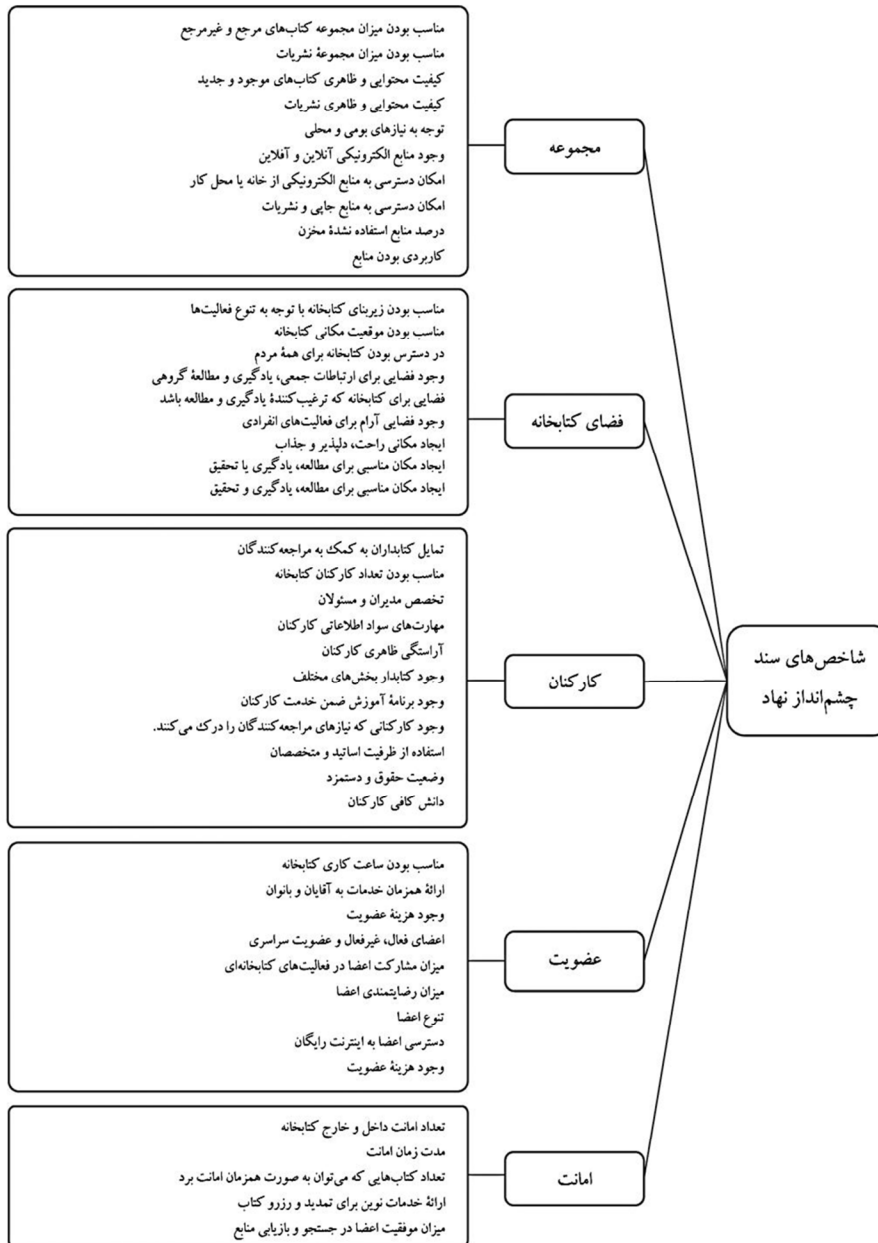 شاخص‌های سند
چشم‌انداز نهاد
مجموعه
مناسب بودن میزان مجموعه کتاب‌های مرجع و غیرمرجع
مناسب بودن میزان مجموعهٔ نشریات
کیفیت محتوایی و ظاهری کتاب‌های موجود و جدید
کیفیت محتوایی و ظاهری نشریات
توجه به نیازهای بومی و محلی
وجود منابع الکترونیکی آنلاین و آفلاین
امکان دسترسی به منابع الکترونیکی از خانه یا محل کار
امکان دسترسی به منابع چاپی و نشریات
درصد منابع استفاده نشدهٔ مخزن
کاربردی بودن منابع
فضای کتابخانه
مناسب بودن زیربنای کتابخانه با توجه به تنوع فعالیت‌ها
مناسب بودن موقعیت مکانی کتابخانه
در دسترس بودن کتابخانه برای همهٔ مردم
وجود فضایی برای ارتباطات جمعی، یادگیری و مطالعهٔ گروهی
فضایی برای کتابخانه که ترغیب‌کنندهٔ یادگیری و مطالعه باشد
وجود فضایی آرام برای فعالیت‌های انفرادی
ایجاد مکانی راحت، دلپذیر و جذاب
ایجاد مکان مناسبی برای مطالعه، یادگیری یا تحقیق
ایجاد مکان مناسبی برای مطالعه، یادگیری و تحقیق
کارکنان
تمایل کتابداران به کمک به مراجعه‌کنندگان
مناسب بودن تعداد کارکنان کتابخانه
تخصص مدیران و مسئولان
مهارت‌های سواد اطلاعاتی کارکنان
آراستگی ظاهری کارکنان
وجود کتابدار بخش‌های مختلف
وجود برنامهٔ آموزش ضمن خدمت کارکنان
وجود کارکنانی که نیازهای مراجعه‌کنندگان را درک می‌کنند.
استفاده از ظرفیت اساتید و متخصصان
وضعیت حقوق و دستمزد
دانش کافی کارکنان
عضویت
مناسب بودن ساعت کاری کتابخانه
ارائهٔ همزمان خدمات به آقایان و بانوان
وجود هزینهٔ عضویت
اعضای فعال، غیرفعال و عضویت سراسری
میزان مشارکت اعضا در فعالیت‌های کتابخانه‌ای
میزان رضایتمندی اعضا
تنوع اعضا
دسترسی اعضا به اینترنت رایگان
وجود هزینهٔ عضویت
امانت
تعداد امانت داخل و خارج کتابخانه
مدت زمان امانت
تعداد کتاب‌هایی که می‌توان به صورت همزمان امانت برد
ارائهٔ خدمات نوین برای تمدید و رزرو کتاب
میزان موفقیت اعضا در جستجو و بازیابی منابع